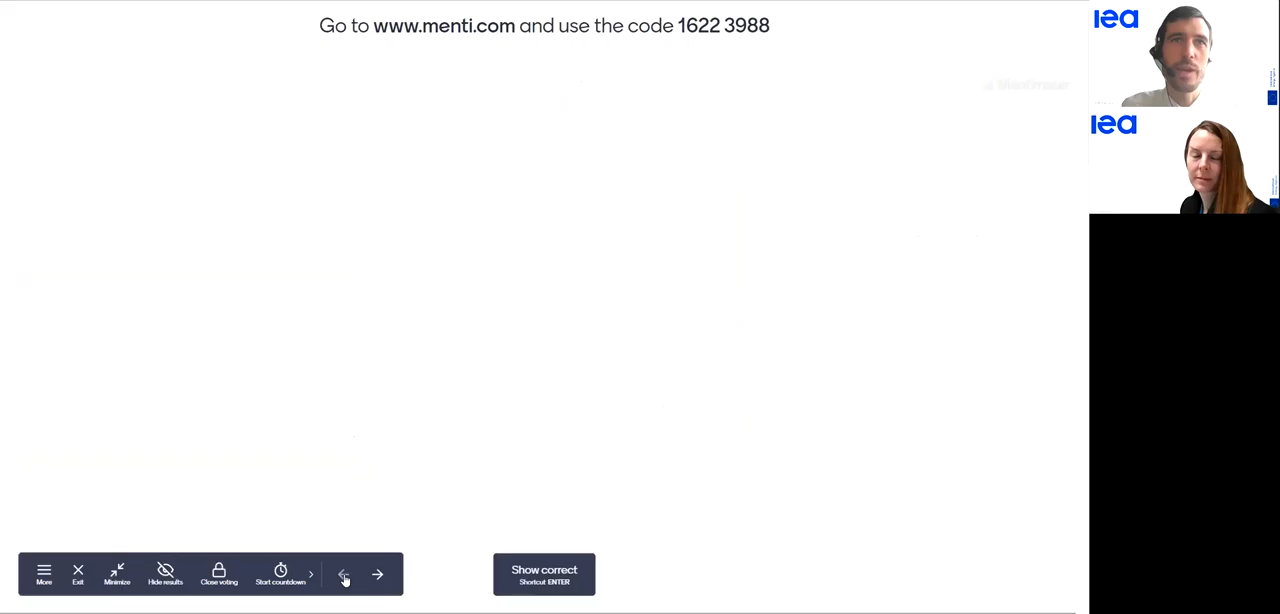 Go to www.menti.com and use the code 1622 3988
iea
iea
More
Exit
Minimize
Hide results
Close voting
Start countdown
Show correct
Shortcut ENTER